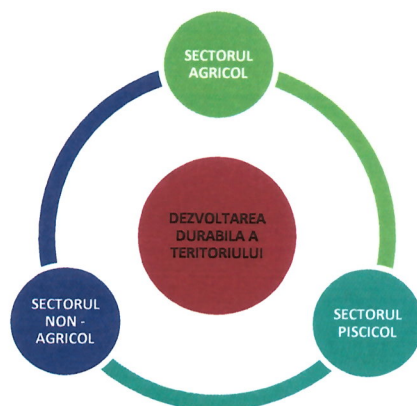 SECTORUL
AGRICOL
DEZVOLTAREA
DURABILA A
TERITORIULUI
SECTORUL
NON -
AGRICOL
SECTORUL
PISCICOL